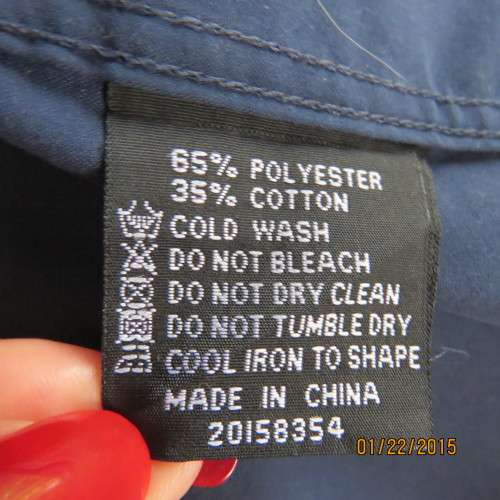 65% POLYESTER
35% COTTON
COLD WASH
DO NOT BLEACH
DO NOT DRY CLEAN
DO NOT TUMBLE DRY
COOL IRON TO SHAPE
MADE IN CHINA
20158354
01/22/2015